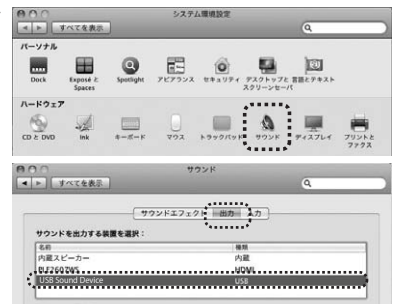 システム環境設定
すべてを表示
パーソナル
Dock
Exposé と
Spaces
Spotlight
アピアランス
セキュリティ
デスクトップと
スクリーンセーバ
言語とテキスト
ハードウェア
CD と DVD
Ink
キーボード
マウス
トラックパッド
サウンド
ディスプレイ
プリントと
ファクス
サウンド
すべてを表示
サウンドエフェクト 出力 入力
サウンドを出力する装置を選択：
名前 種類
内蔵スピーカー 内蔵
PLE2607WS HDMI
USB Sound Device USB